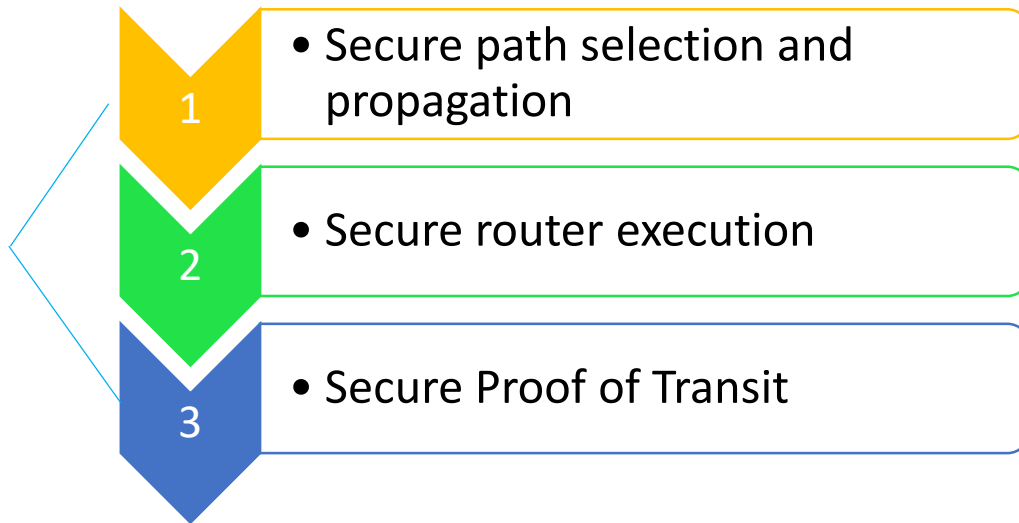 1
• Secure path selection and
propagation
2
• Secure router execution
3
• Secure Proof of Transit